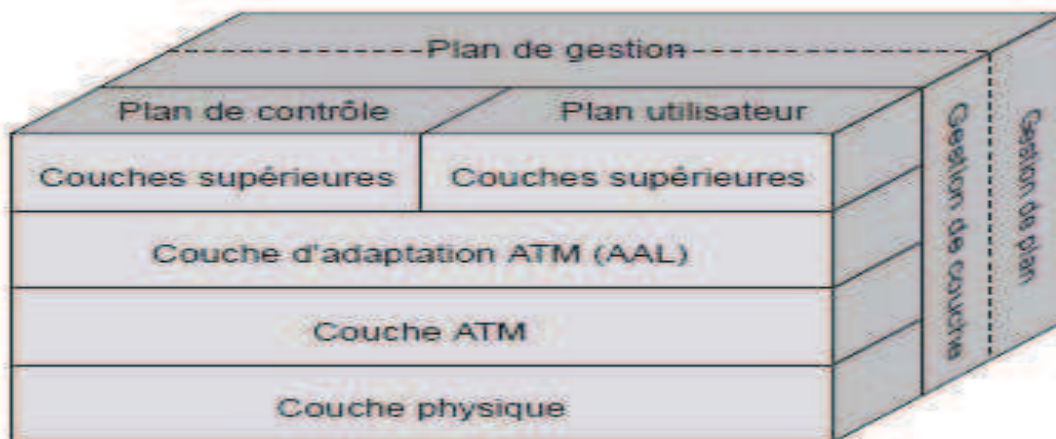 Plan de gestion
Plan de contrôle
Plan utilisateur
Couches supérieures
Couches supérieures
Couche d'adaptation ATM (AAL)
Couche ATM
Couche physique
Gestion de couche
Gestion de plan